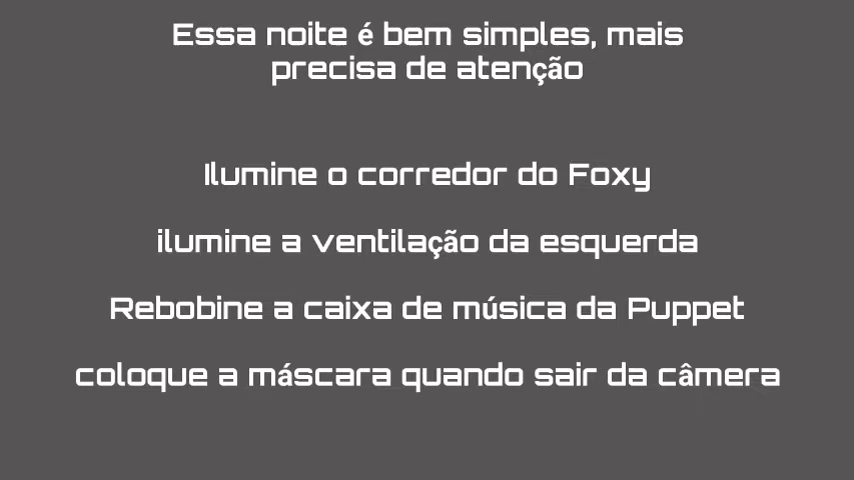 Essa noite é bem simples, mais
precisa de atenção
Ilumine o corredor do Foxy
ilumine a ventilação da esquerda
Rebobine a caixa de música da Puppet
coloque a máscara quando sair da câmera